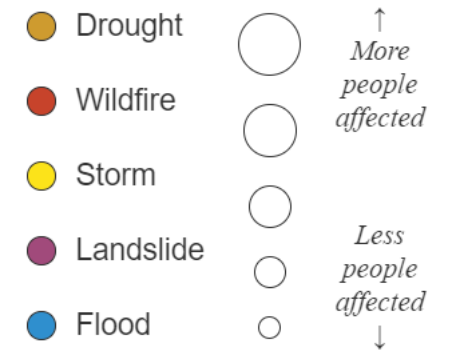 Drought
Wildfire
Storm
Landslide
Flood
↑
More
people
affected
Less
people
affected
↓